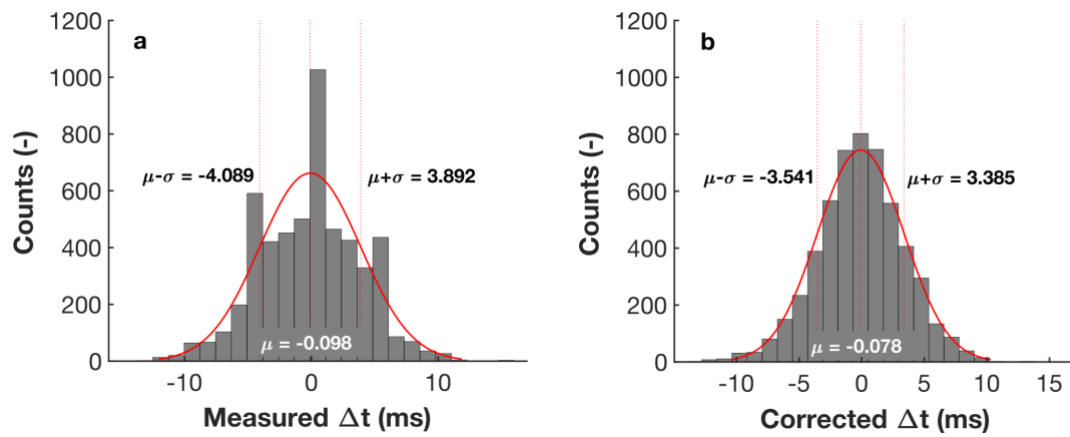 a
1200
1000
800
600
400
200
0
Counts (-)
μ-σ = -4.089
μ+σ = 3.892
μ = -0.098
-10
0
10
Measured Δt (ms)
b
1200
1000
800
600
400
200
0
Counts (-)
μ-σ = -3.541
μ+σ = 3.385
μ = -0.078
-10
-5
0
5
10
15
Corrected Δt (ms)